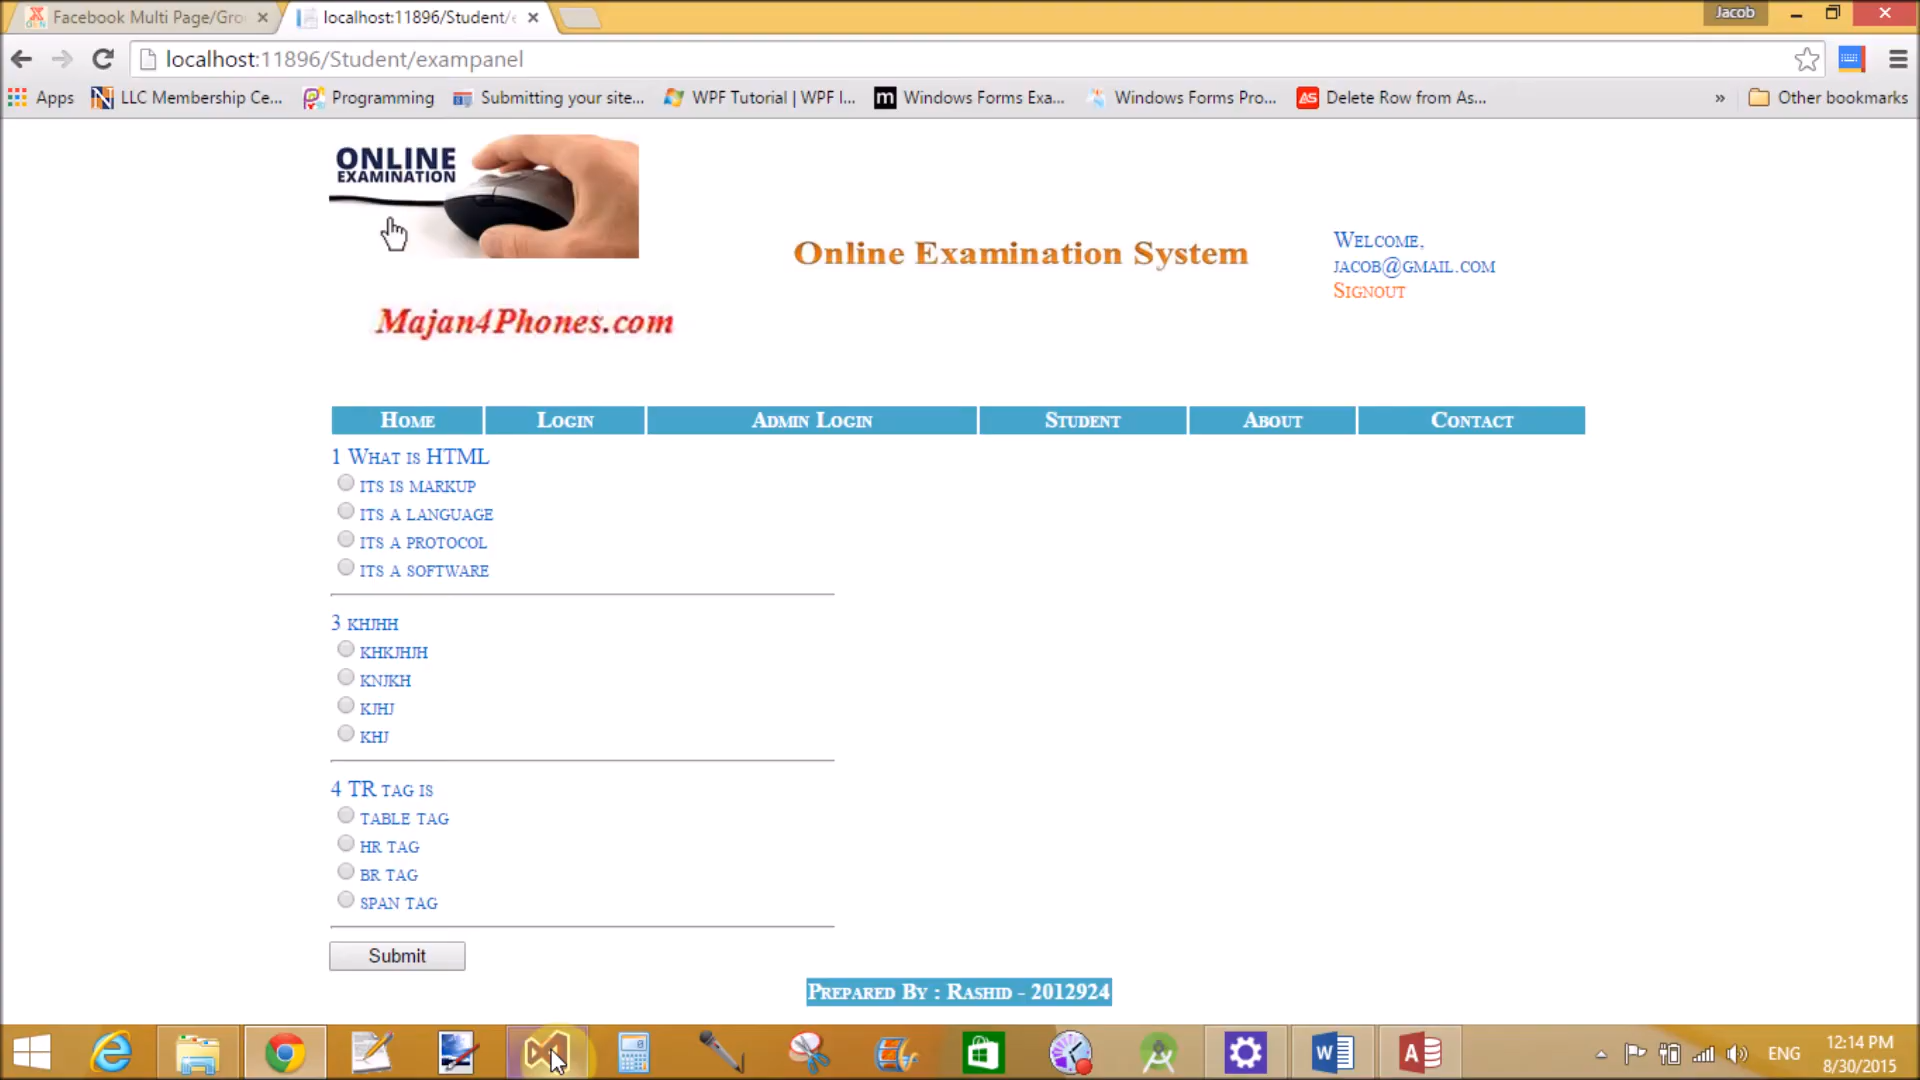 Facebook Multi Page/Gro
localhost:11896/Student/e
Jacob
localhost:11896/Student/exampanel
Apps
LLC Membership Ce...
Programming
Submitting your site...
WPF Tutorial | WPF I...
m
Windows Forms Exa...
Windows Forms Pro...
AS
Delete Row from As...
»
Other bookmarks
ONLINE
EXAMINATION
Online Examination System
Welcome,
jacob@gmail.com
Signout
Majan4Phones.com
Home
Login
Admin Login
Student
About
Contact
1 What is HTML
its is markup
its a language
its a protocol
its a software
3 khjhh
khkjhjh
knjkh
kjhj
khj
4 TR tag is
table tag
hr tag
br tag
span tag
Submit
Prepared By : Rashid - 2012924
ENG
12:14 PM
8/30/2015